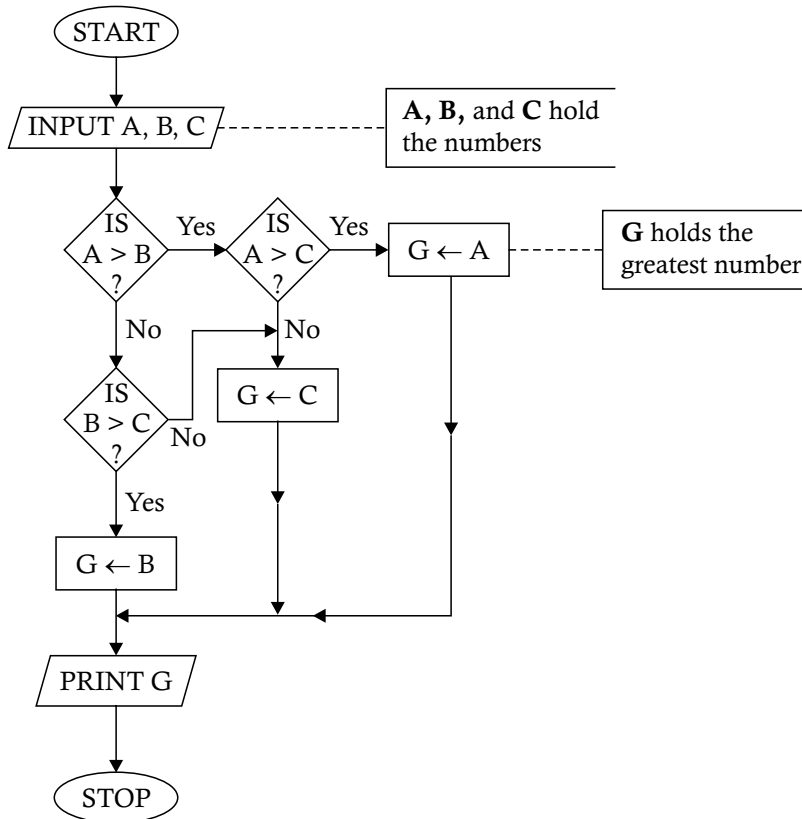 START
INPUT A, B, C
A, B, and C hold
the numbers
IS
A > B
?
Yes
IS
A > C
?
Yes
G ← A
G holds the
greatest number
No
No
IS
B > C
?
No
G ← C
Yes
G ← B
PRINT G
STOP